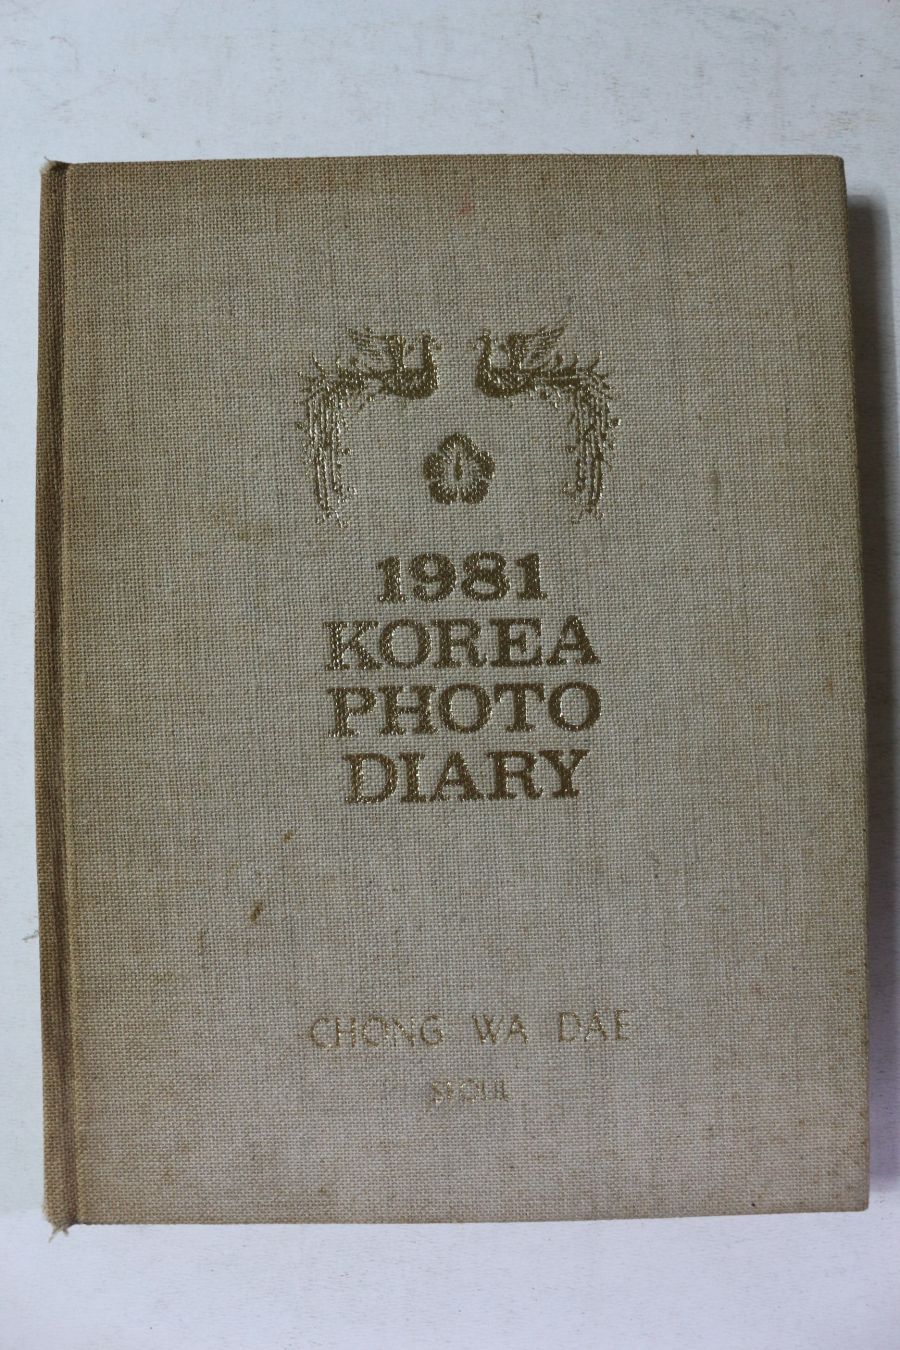 1981
KOREA
PHOTO
DIARY
CHONG WA DAE
SEOUL